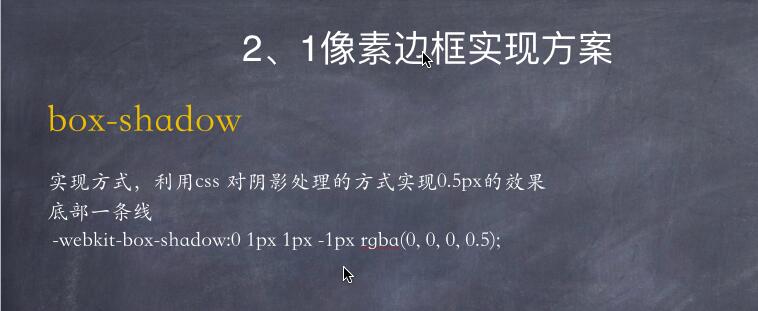 2、1像素边框实现方案
box-shadow
实现方式，利用css 对阴影处理的方式实现0.5px的效果
底部一条线
-webkit-box-shadow:0 1px 1px -1px rgba(0, 0, 0, 0.5);